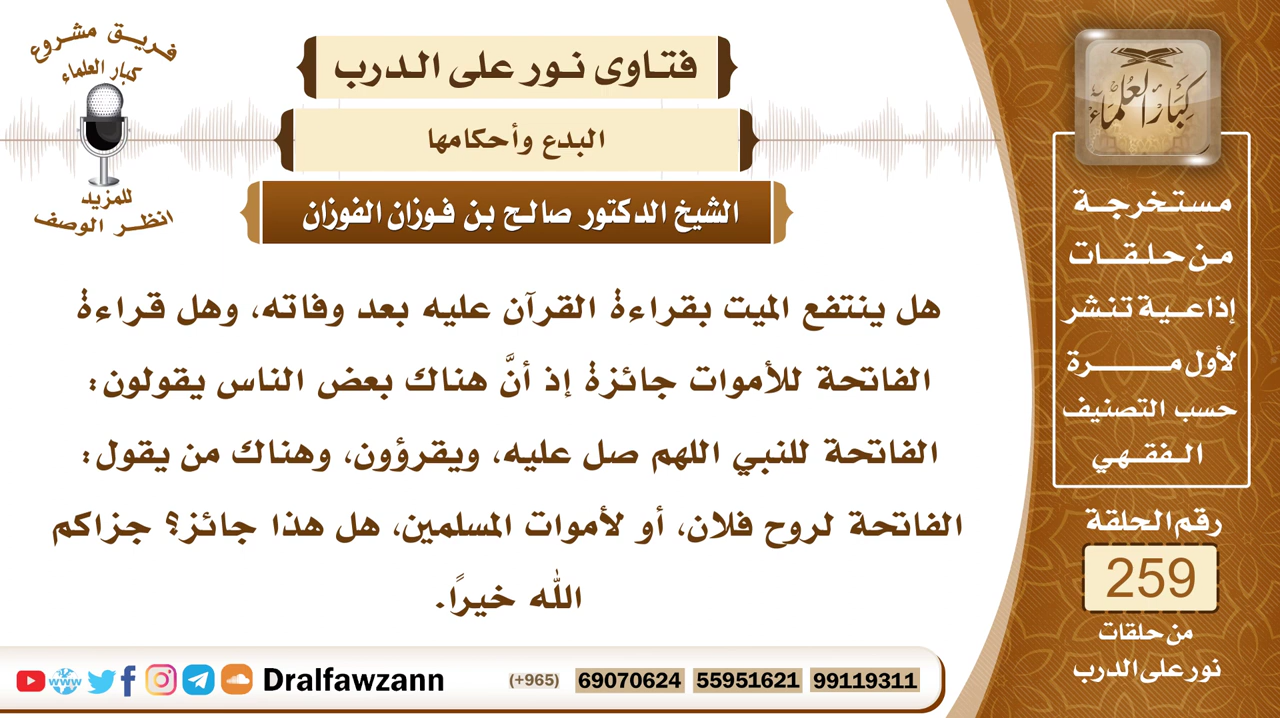 فريق مشروع
كبار العلماء
للمزيد
انظر الوصف
فتاوى نور على الدرب
البدع وأحكامها
الشيخ الدكتور صالح بن فوزان الفوزان
هل ينتفع الميت بقراءة القرآن عليه بعد وفاته، وهل قراءة
الفاتحة للأموات جائزة إذ أنَّ هناك بعض الناس يقولون:
الفاتحة للنبي اللهم صل عليه، ويقرؤون، وهناك من يقول:
الفاتحة لروح فلان، أو لأموات المسلمين، هل هذا جائز؟ جزاكم
الله خيرًا.
كبار العلماء
مستخرجة
من حلقات
إذاعية تنشر
لأول مرة
حسب التصنيف
الفقهي
رقم الحلقة
259
من حلقات
نور على الدرب
www Dralfawzann (+965) 69070624 55951621 99119311